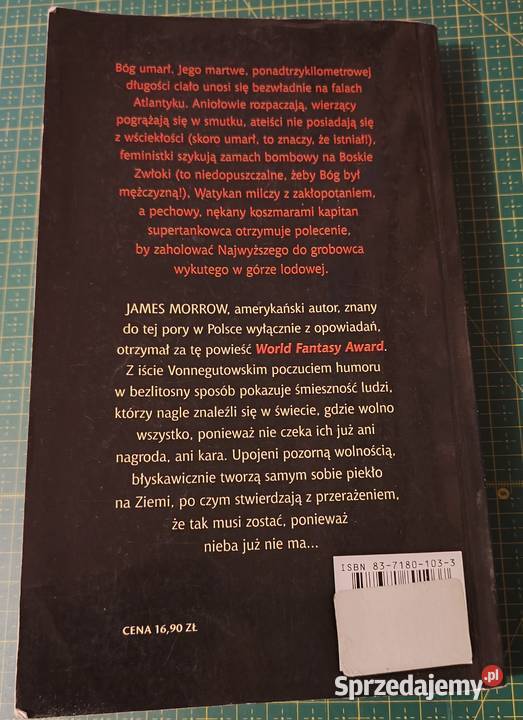 Bóg umarł. Jego martwe, ponadtrzykilometrowej
długości ciało unosi się bezwładnie na falach
Atlantyku. Aniołowie rozpaczają, wierzący
pogrążają się w smutku, ateiści nie posiadają się
z wściekłości (skoro umarł, to znaczy, że istniał!),
feministki szykują zamach bombowy na Boskie
Zwłoki (to niedopuszczalne, żeby Bóg był
mężczyzną!), Watykan milczy z zakłopotaniem,
a pechowy, nękany koszmarami kapitan
supertankowca otrzymuje polecenie,
by zaholować Najwyższego do grobowca
wykutego w górze lodowej.
JAMES MORROW, amerykański autor, znany
do tej pory w Polsce wyłącznie z opowiadań,
otrzymał za tę powieść World Fantasy Award.
Z iście Vonnegutowskim poczuciem humoru
w bezlitosny sposób pokazuje śmieszność ludzi,
którzy nagle znaleźli się w świecie, gdzie wolno
wszystko, ponieważ nie czeka ich już ani
nagroda, ani kara. Upojeni pozorną wolnością,
błyskawicznie tworzą samym sobie piekło
na Ziemi, po czym stwierdzają z przerażeniem,
że tak musi zostać, ponieważ
nieba już nie ma...
ISBN 83-7180-103-3
CENA 16,90 ZŁ
Sprzedajemy.pl